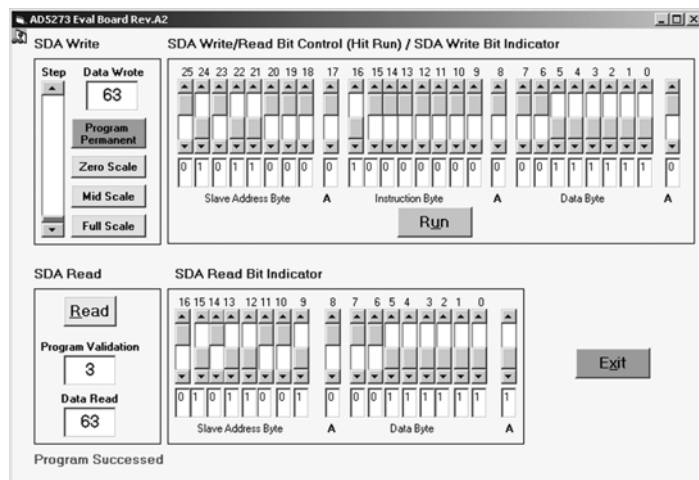 AD5273 Eval Board Rev.A2
SDA Write
SDA Write/Read Bit Control (Hit Run) / SDA Write Bit Indicator
Step
Data Wrote
63
Program Permanent
Zero Scale
Mid Scale
Full Scale
25 24 23 22 21 20 19 18 17 16 15 14 13 12 11 10 9 8 7 6 5 4 3 2 1 0
0 1 0 1 1 0 0 0 0 1 0 0 0 0 0 0 0 0 0 0 1 1 1 1 1 1 0
Slave Address Byte A Instruction Byte A Data Byte A
Run
SDA Read
SDA Read Bit Indicator
Read
Program Validation
3
Data Read
63
16 15 14 13 12 11 10 9 8 7 6 5 4 3 2 1 0
0 1 0 1 1 0 0 1 0 0 0 1 1 1 1 1 1 1
Slave Address Byte A Data Byte A
Exit
Program Successed